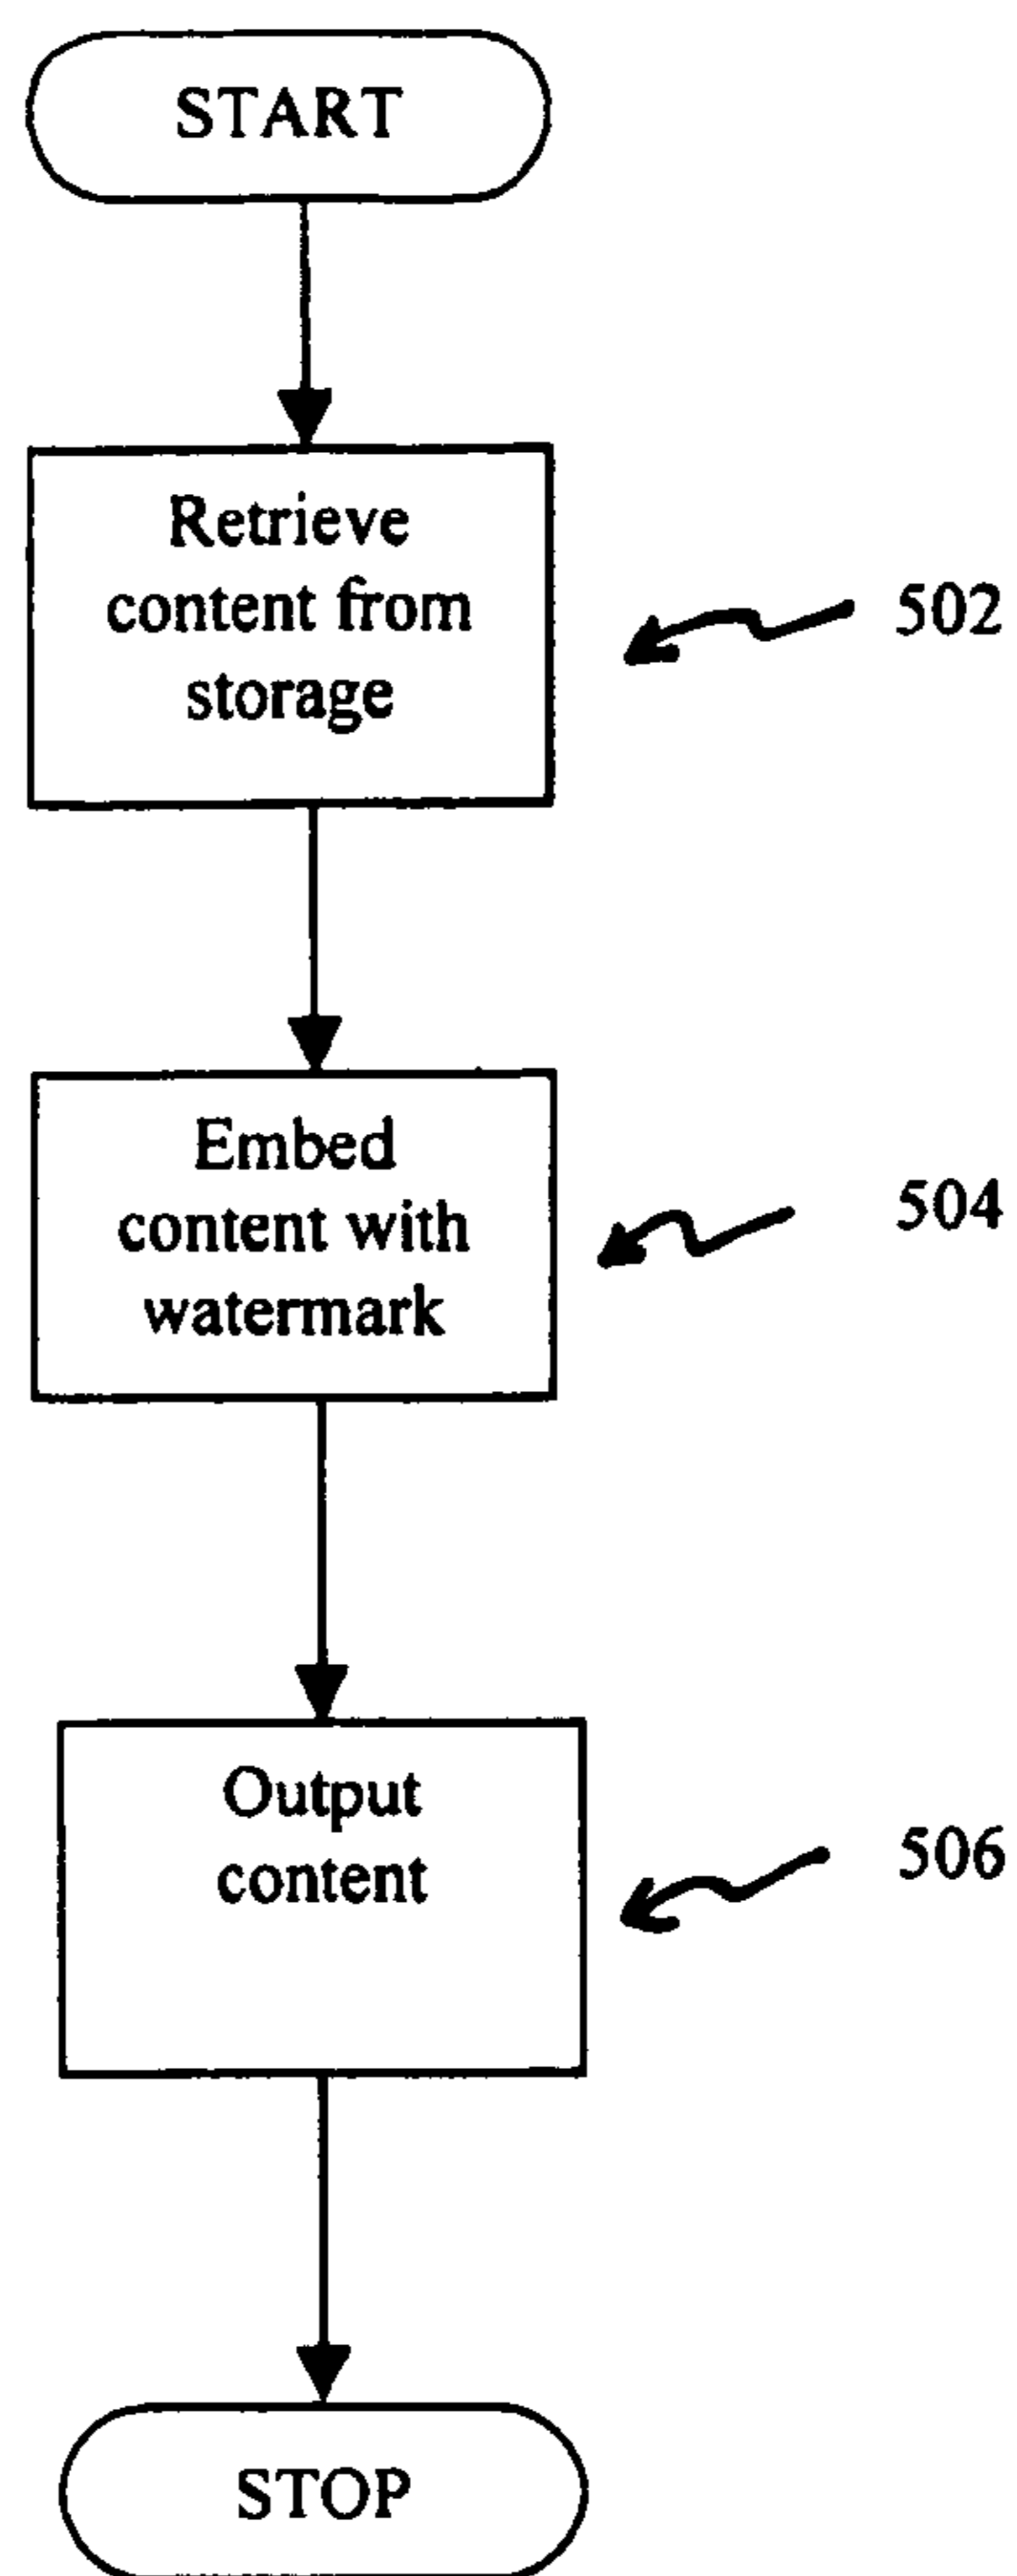 START
Retrieve
content from
storage
502
Embed
content with
watermark
504
Output
content
506
STOP